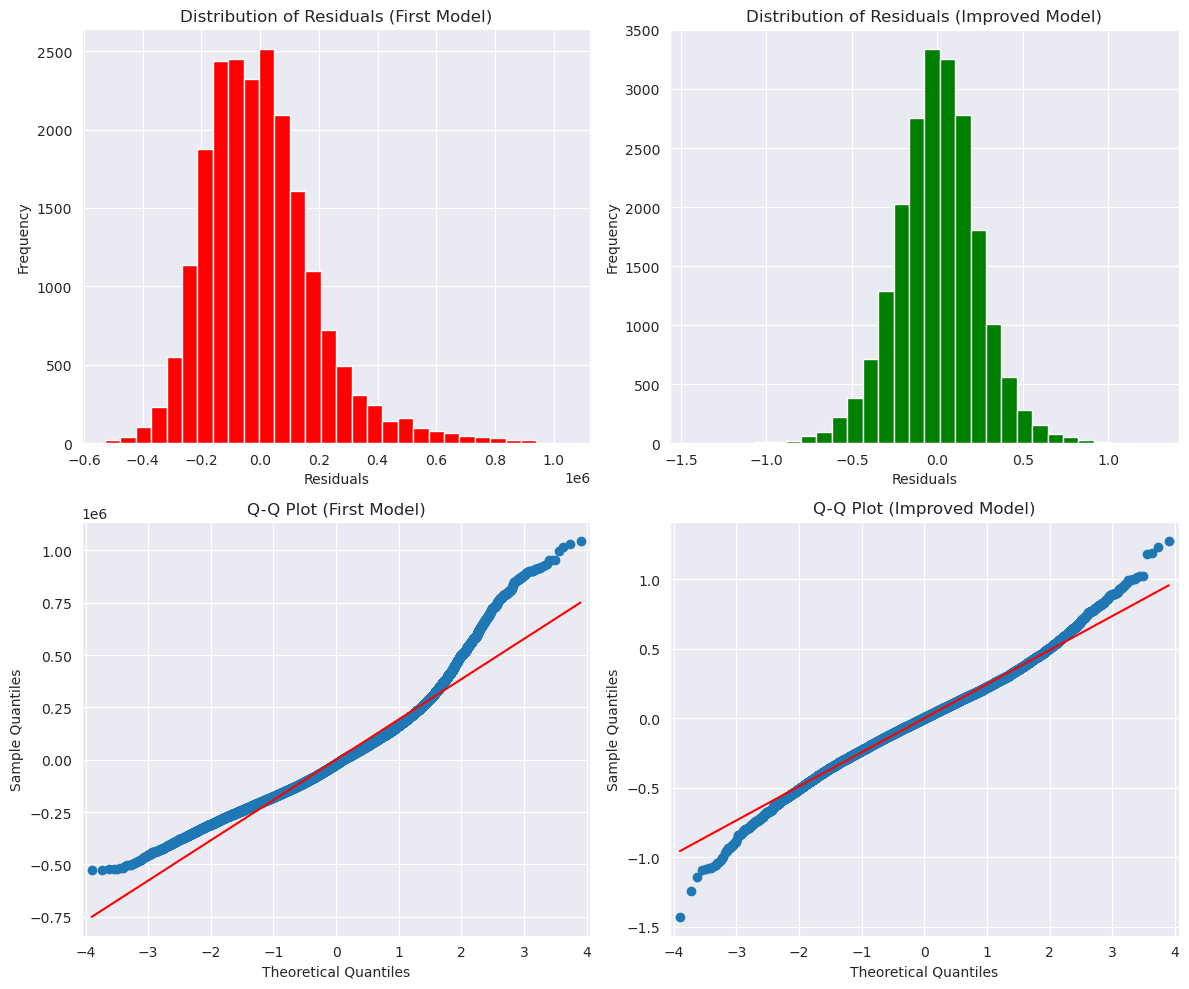 Distribution of Residuals (First Model)
2500
2000
1500
1000
500
0
Frequency
−0.6 −0.4 −0.2 0.0 0.2 0.4 0.6 0.8 1.0
1e6
Residuals
Distribution of Residuals (Improved Model)
3500
3000
2500
2000
1500
1000
500
0
Frequency
−1.5 −1.0 −0.5 0.0 0.5 1.0
Residuals
Q-Q Plot (First Model)
1e6
1.00
0.75
0.50
0.25
0.00
−0.25
−0.50
−0.75
Sample Quantiles
−4 −3 −2 −1 0 1 2 3 4
Theoretical Quantiles
Q-Q Plot (Improved Model)
1.0
0.5
0.0
−0.5
−1.0
−1.5
Sample Quantiles
−4 −3 −2 −1 0 1 2 3 4
Theoretical Quantiles